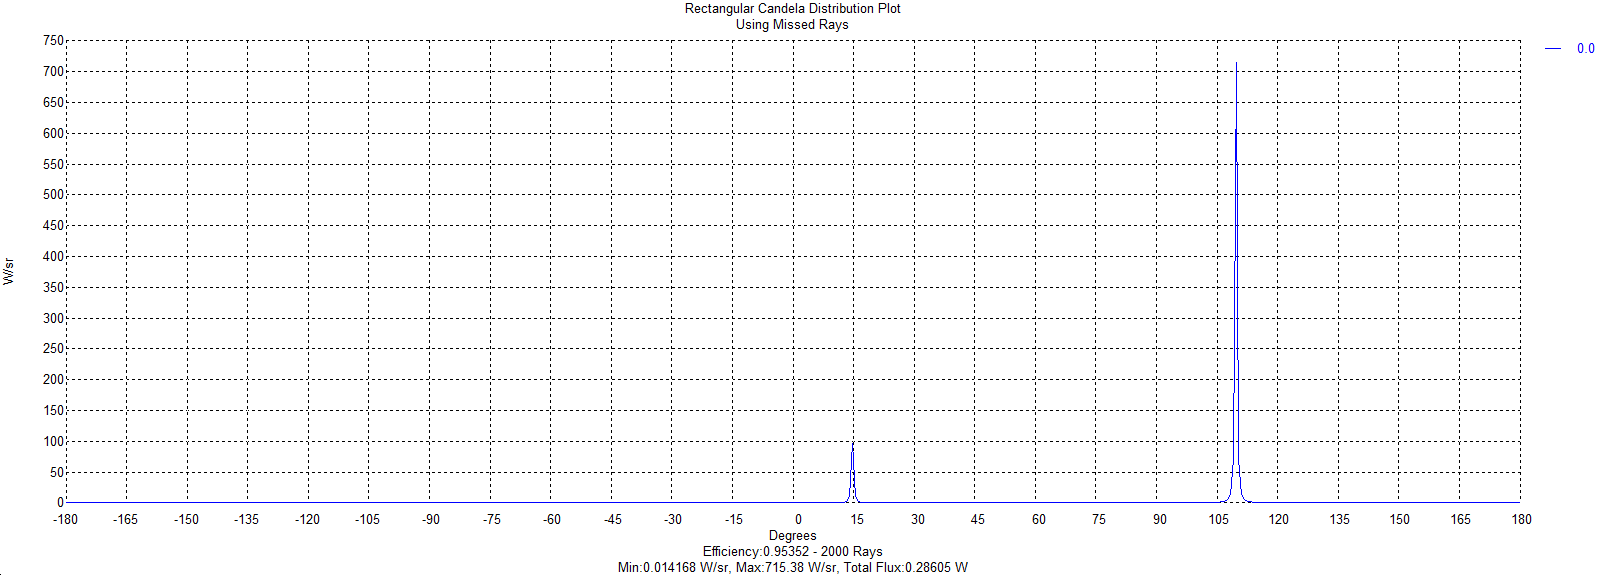 Rectangular Candela Distribution Plot
Using Missed Rays
750
700
650
600
550
500
450
400
350
300
250
200
150
100
50
0
W/sr
-180 -165 -150 -135 -120 -105 -90 -75 -60 -45 -30 -15 0 15 30 45 60 75 90 105 120 135 150 165 180
Degrees
Efficiency:0.95352 - 2000 Rays
Min:0.014168 W/sr, Max:715.38 W/sr, Total Flux:0.28605 W
0.0